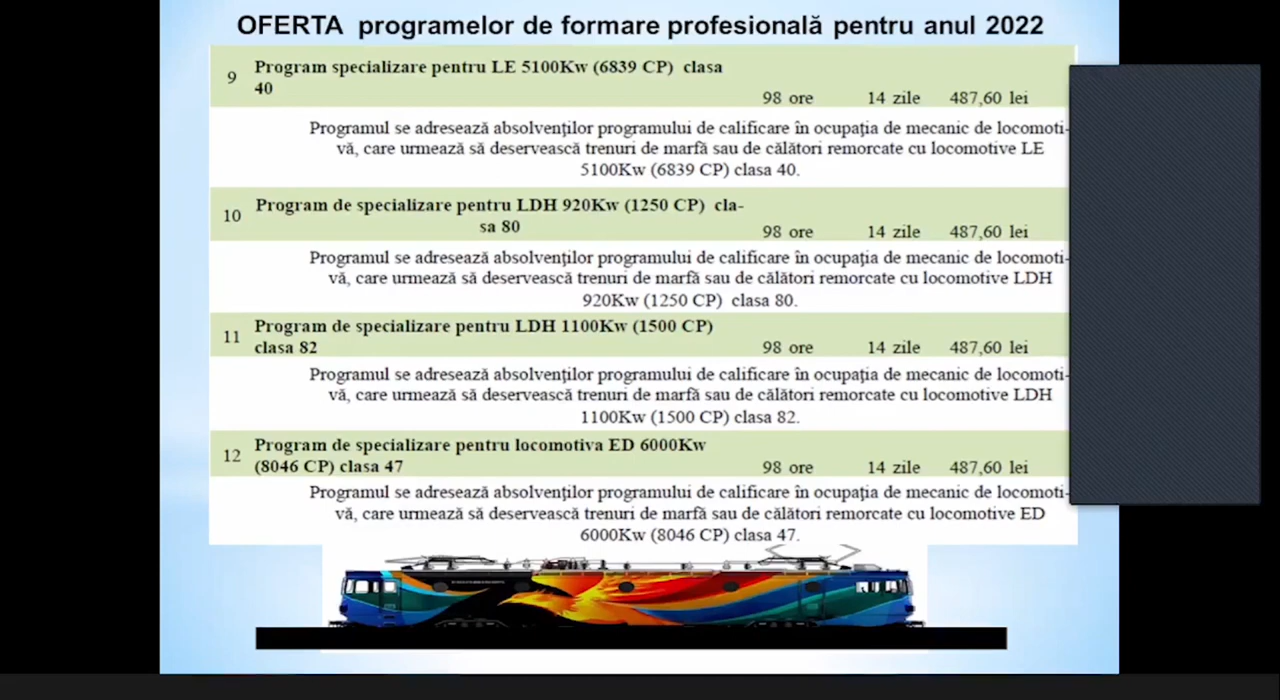 OFERTA programelor de formare profesională pentru anul 2022
9 Program specializare pentru LE 5100Kw (6839 CP) clasa
40
98 ore 14 zile 487,60 lei
Programul se adresează absolvenților programului de calificare în ocupația de mecanic de locomoti-
vă, care urmează să deservească trenuri de marfă sau de călători remorcate cu locomotive LE
5100Kw (6839 CP) clasa 40.
10 Program de specializare pentru LDH 920Kw (1250 CP) cla-
sa 80
98 ore 14 zile 487,60 lei
Programul se adresează absolvenților programului de calificare în ocupația de mecanic de locomoti-
vă, care urmează să deservească trenuri de marfă sau de călători remorcate cu locomotive LDH
920Kw (1250 CP) clasa 80.
11 Program de specializare pentru LDH 1100Kw (1500 CP)
clasa 82
98 ore 14 zile 487,60 lei
Programul se adresează absolvenților programului de calificare în ocupația de mecanic de locomoti-
vă, care urmează să deservească trenuri de marfă sau de călători remorcate cu locomotive LDH
1100Kw (1500 CP) clasa 82.
12 Program de specializare pentru locomotiva ED 6000Kw
(8046 CP) clasa 47
98 ore 14 zile 487,60 lei
Programul se adresează absolvenților programului de calificare în ocupația de mecanic de locomoti-
vă, care urmează să deservească trenuri de marfă sau de călători remorcate cu locomotive ED
6000Kw (8046 CP) clasa 47.